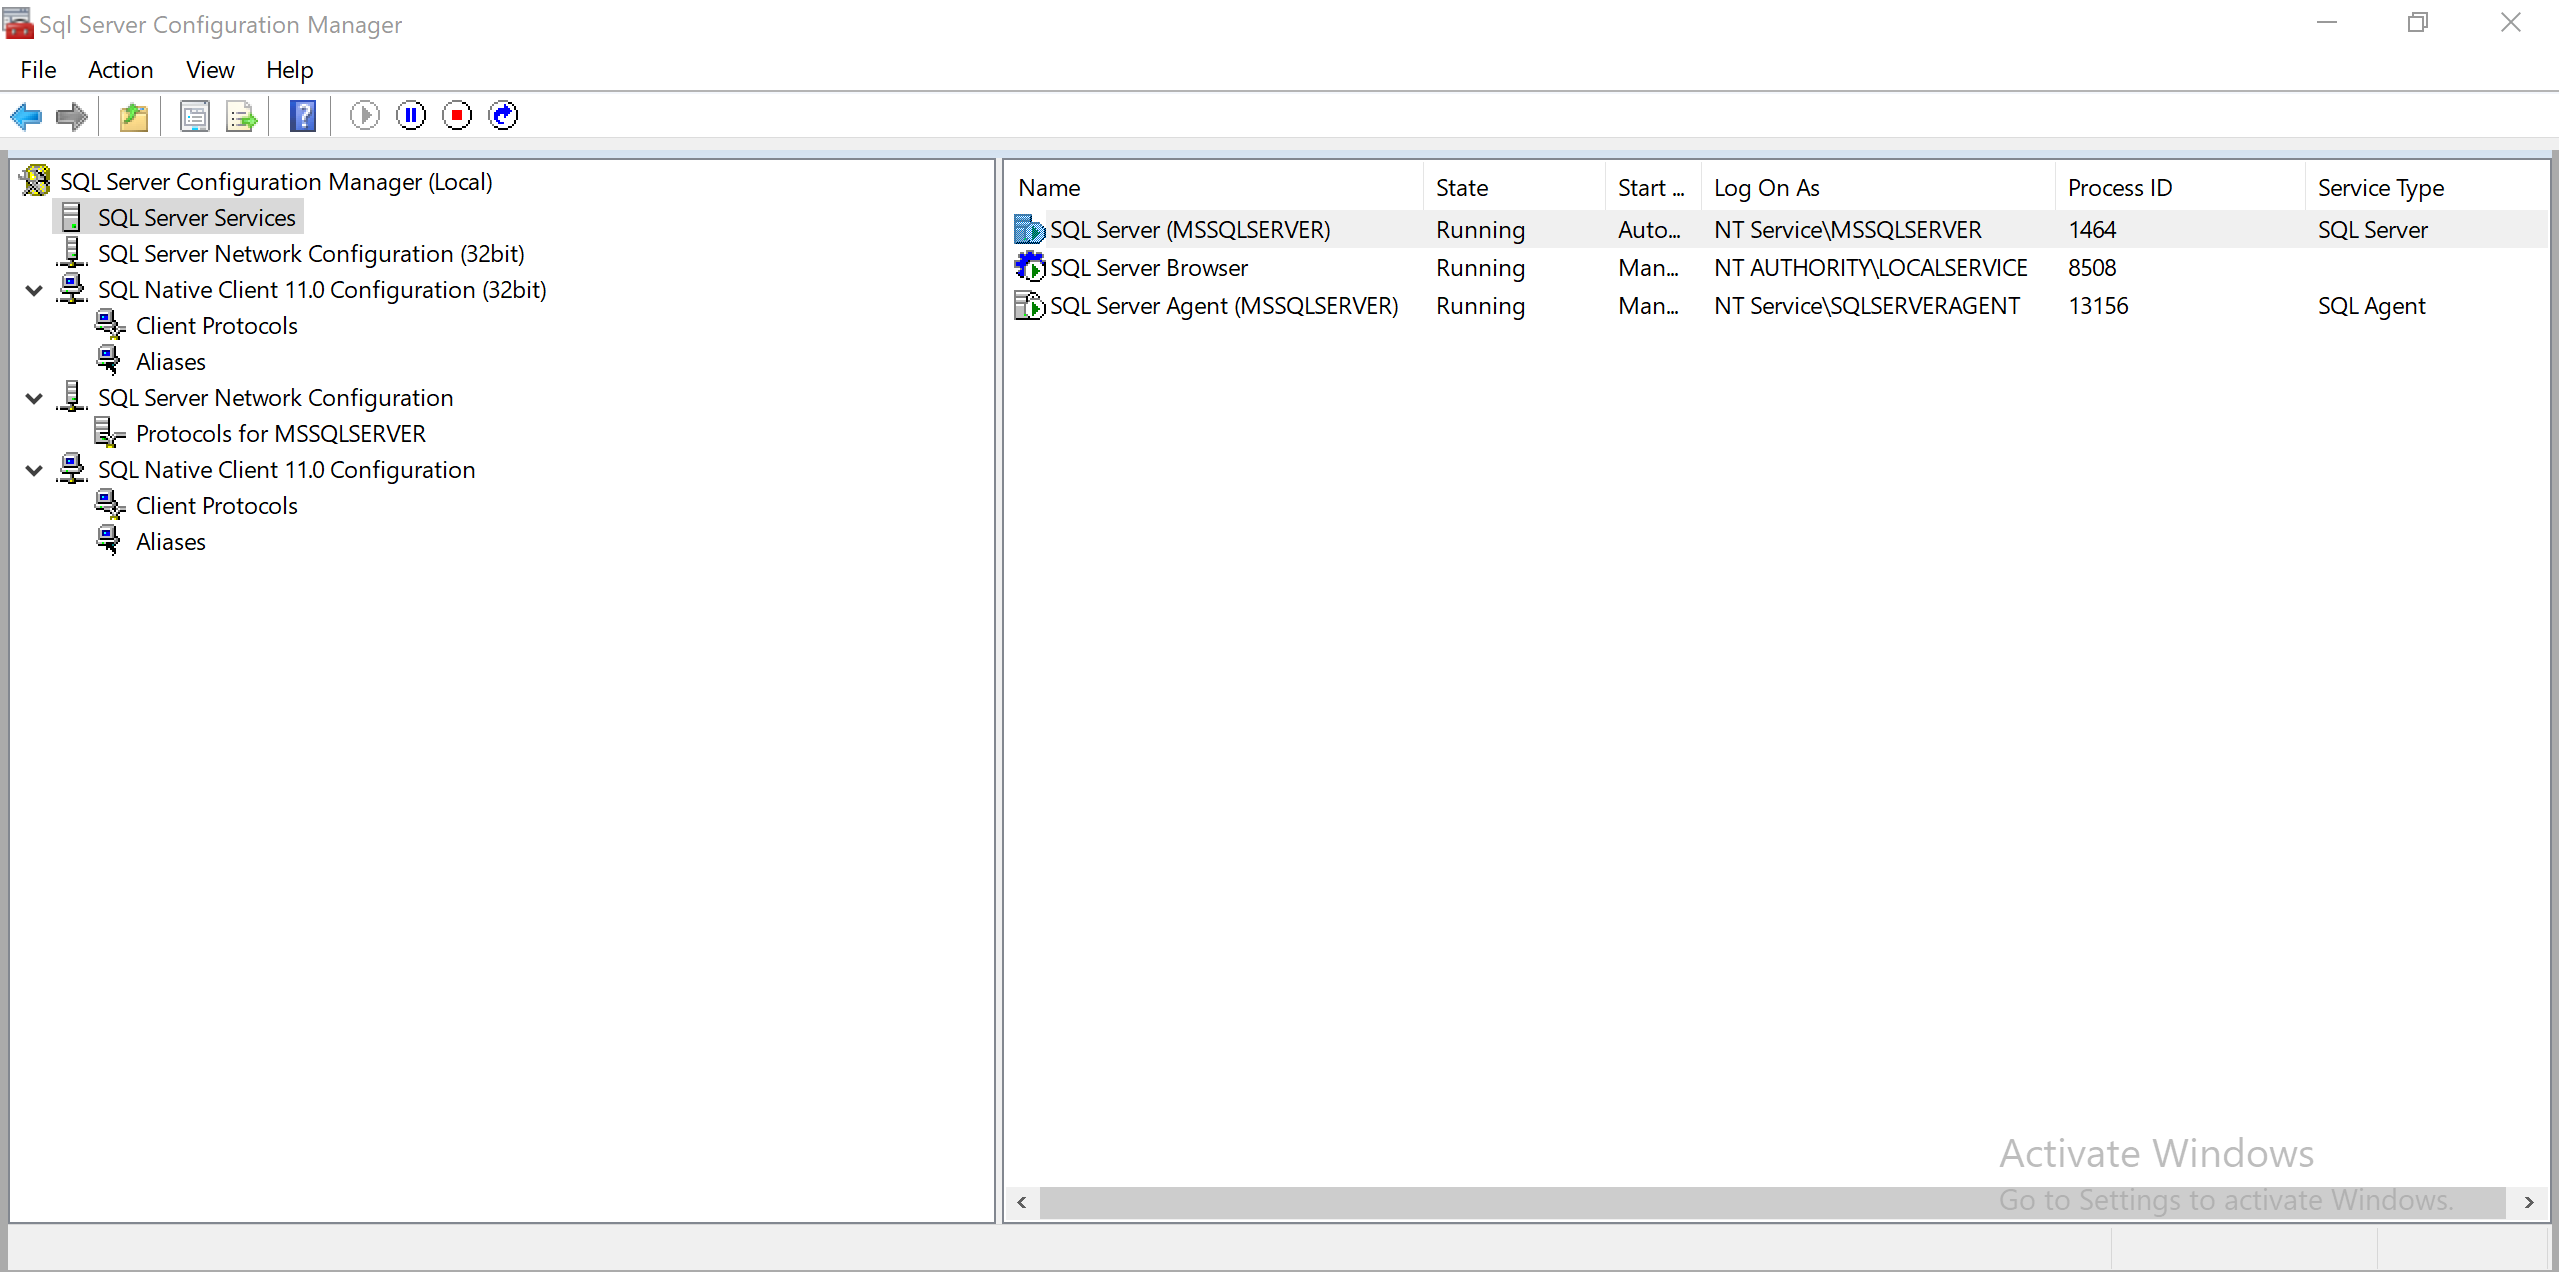 Sql Server Configuration Manager
File Action View Help
SQL Server Configuration Manager (Local)
SQL Server Services
SQL Server Network Configuration (32bit)
SQL Native Client 11.0 Configuration (32bit)
Client Protocols
Aliases
SQL Server Network Configuration
Protocols for MSSQLSERVER
SQL Native Client 11.0 Configuration
Client Protocols
Aliases
Name State Start ... Log On As Process ID Service Type
SQL Server (MSSQLSERVER) Running Auto... NT Service\MSSQLSERVER 1464 SQL Server
SQL Server Browser Running Man... NT AUTHORITY\LOCALSERVICE 8508
SQL Server Agent (MSSQLSERVER) Running Man... NT Service\SQLSERVERAGENT 13156 SQL Agent
Activate Windows
Go to Settings to activate Windows.